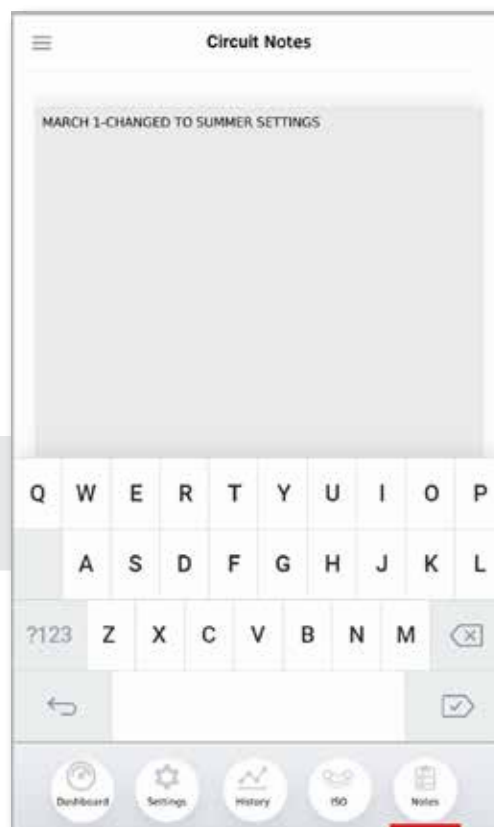 Circuit Notes
MARCH 1-CHANGED TO SUMMER SETTINGS
Q W E R T Y U I O P
A S D F G H J K L
?123 Z X C V B N M
Dashboard Settings History ISO Notes